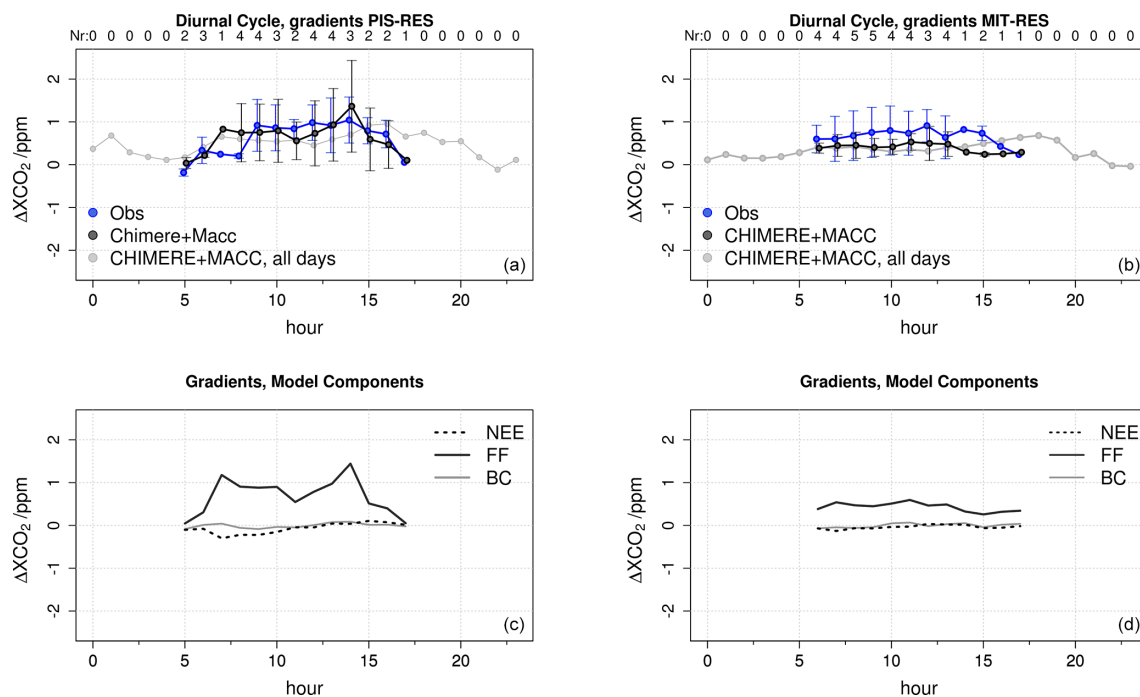 Diurnal Cycle, gradients PIS-RES
Nr:0 0 0 0 0 2 3 1 4 4 3 2 4 4 3 2 2 1 0 0 0 0 0 0
2
1
0
-1
-2
ΔXCO2 /ppm
Obs
Chimere+Macc
CHIMERE+MACC, all days
(a)
0 5 10 15 20
hour
Diurnal Cycle, gradients MIT-RES
Nr:0 0 0 0 0 0 4 4 5 5 4 4 3 4 1 2 1 1 0 0 0 0 0 0
2
1
0
-1
-2
ΔXCO2 /ppm
Obs
CHIMERE+MACC
CHIMERE+MACC, all days
(b)
0 5 10 15 20
hour
Gradients, Model Components
2
1
0
-1
-2
ΔXCO2 /ppm
NEE
FF
BC
(c)
0 5 10 15 20
hour
Gradients, Model Components
2
1
0
-1
-2
ΔXCO2 /ppm
NEE
FF
BC
(d)
0 5 10 15 20
hour